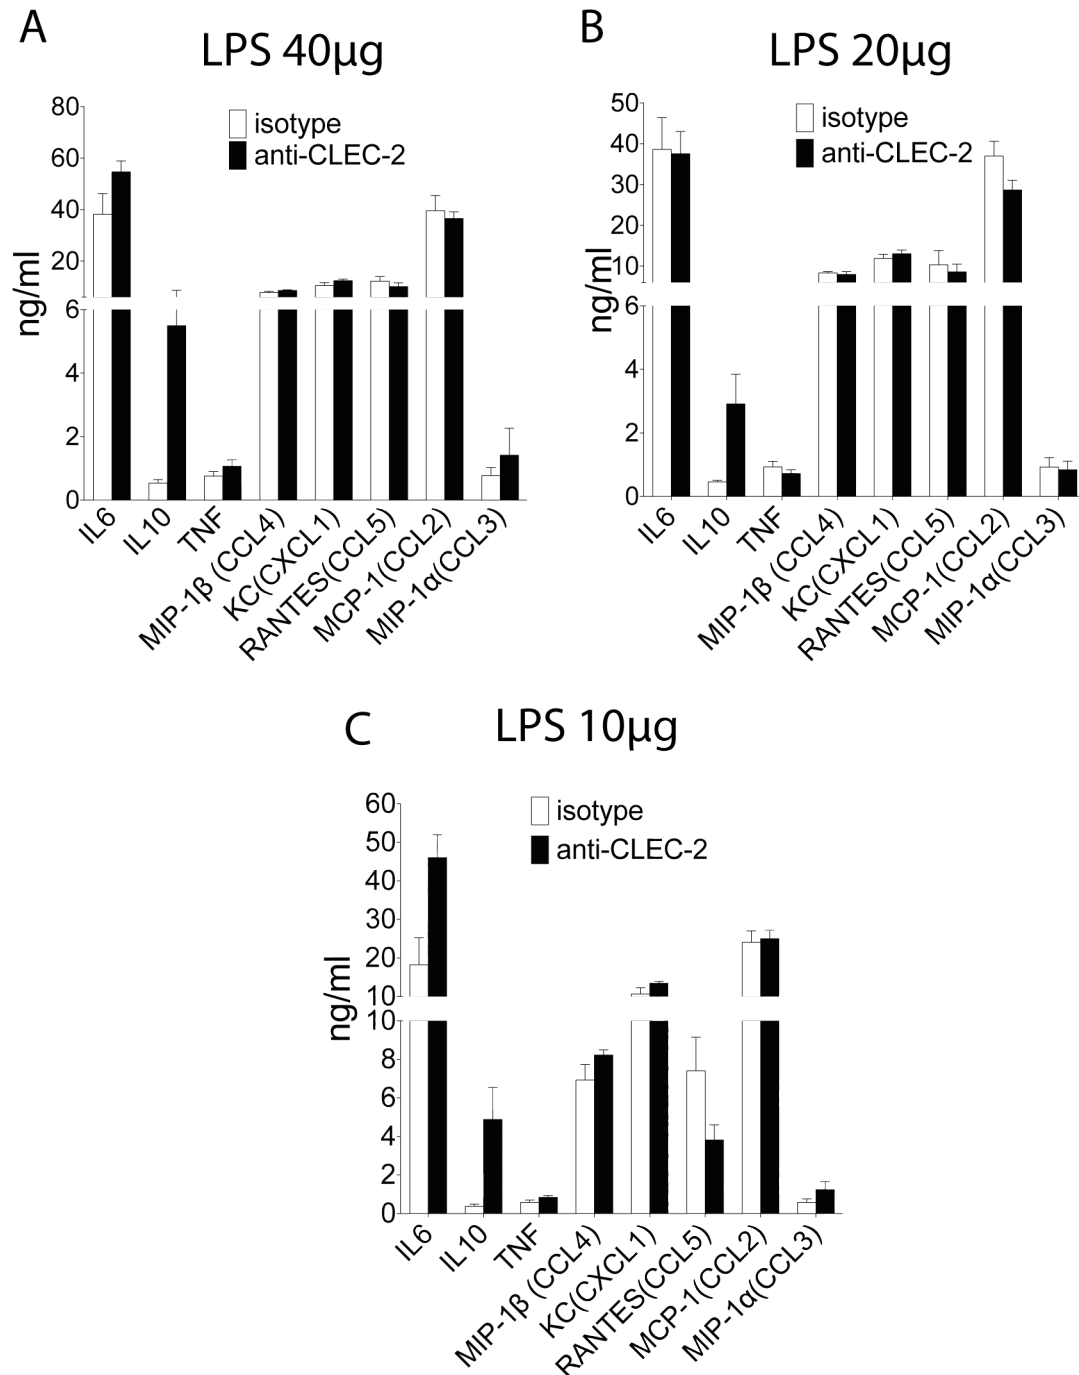 A
LPS 40µg
isotype
anti-CLEC-2
80
60
40
20
6
4
2
0
ng/ml
IL6
IL10
TNF
MIP-1β (CCL4)
KC(CXCL1)
RANTES(CCL5)
MCP-1(CCL2)
MIP-1α(CCL3)
B
LPS 20µg
isotype
anti-CLEC-2
50
40
30
20
10
6
4
2
0
ng/ml
IL6
IL10
TNF
MIP-1β (CCL4)
KC(CXCL1)
RANTES(CCL5)
MCP-1(CCL2)
MIP-1α(CCL3)
C
LPS 10µg
isotype
anti-CLEC-2
60
50
40
30
20
10
10
8
6
4
2
0
ng/ml
IL6
IL10
TNF
MIP-1β (CCL4)
KC(CXCL1)
RANTES(CCL5)
MCP-1(CCL2)
MIP-1α(CCL3)